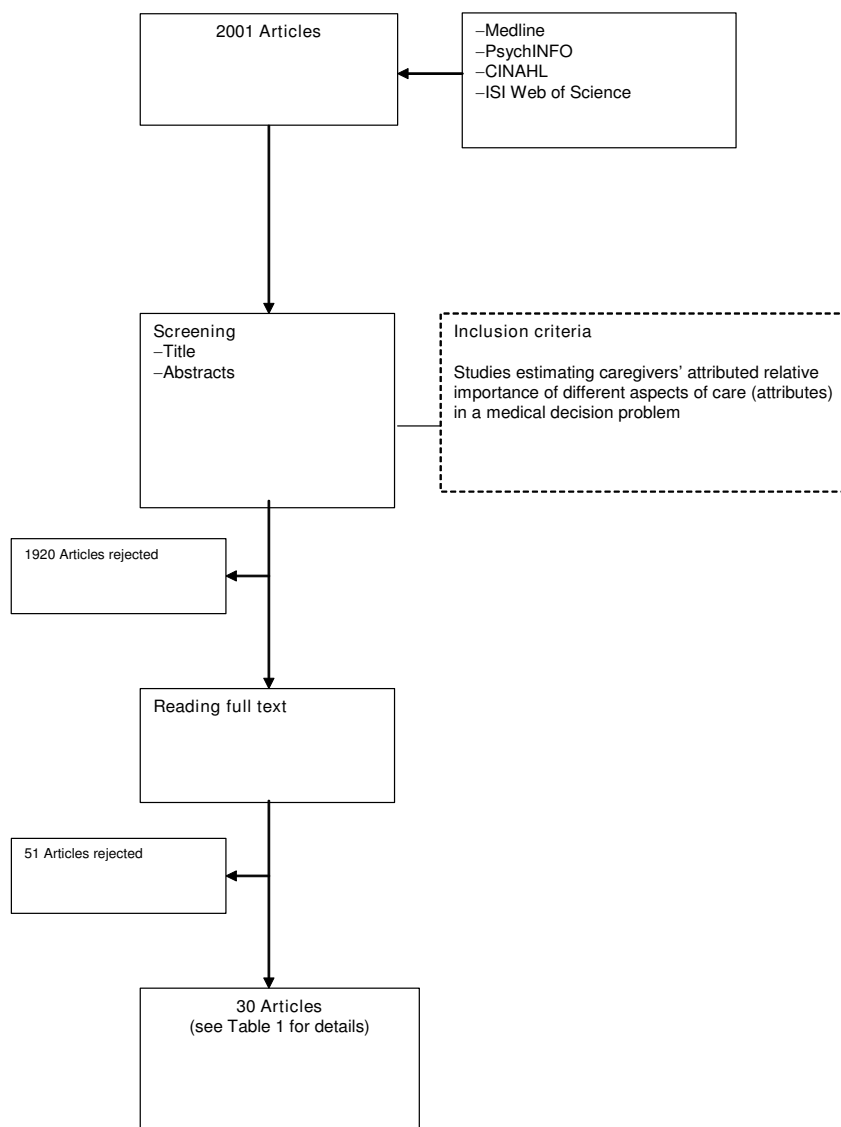 2001 Articles
–Medline
–PsychINFO
–CINAHL
–ISI Web of Science
Screening
–Title
–Abstracts
Inclusion criteria
Studies estimating caregivers’ attributed relative
importance of different aspects of care (attributes)
in a medical decision problem
1920 Articles rejected
Reading full text
51 Articles rejected
30 Articles
(see Table 1 for details)